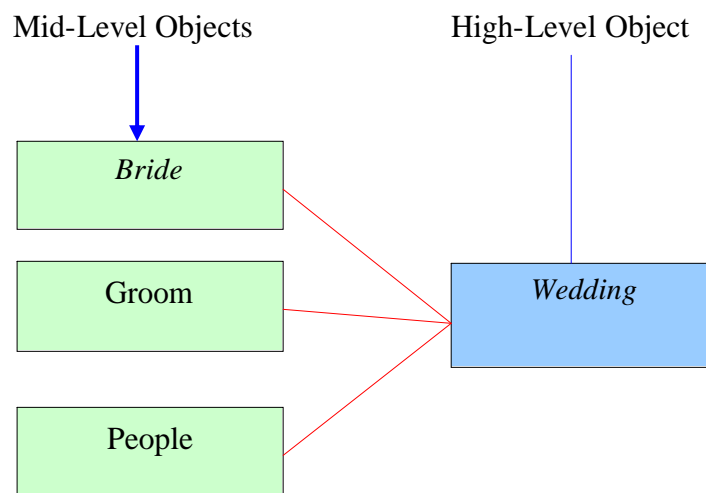 Mid-Level Objects
High-Level Object
Bride
Groom
Wedding
People